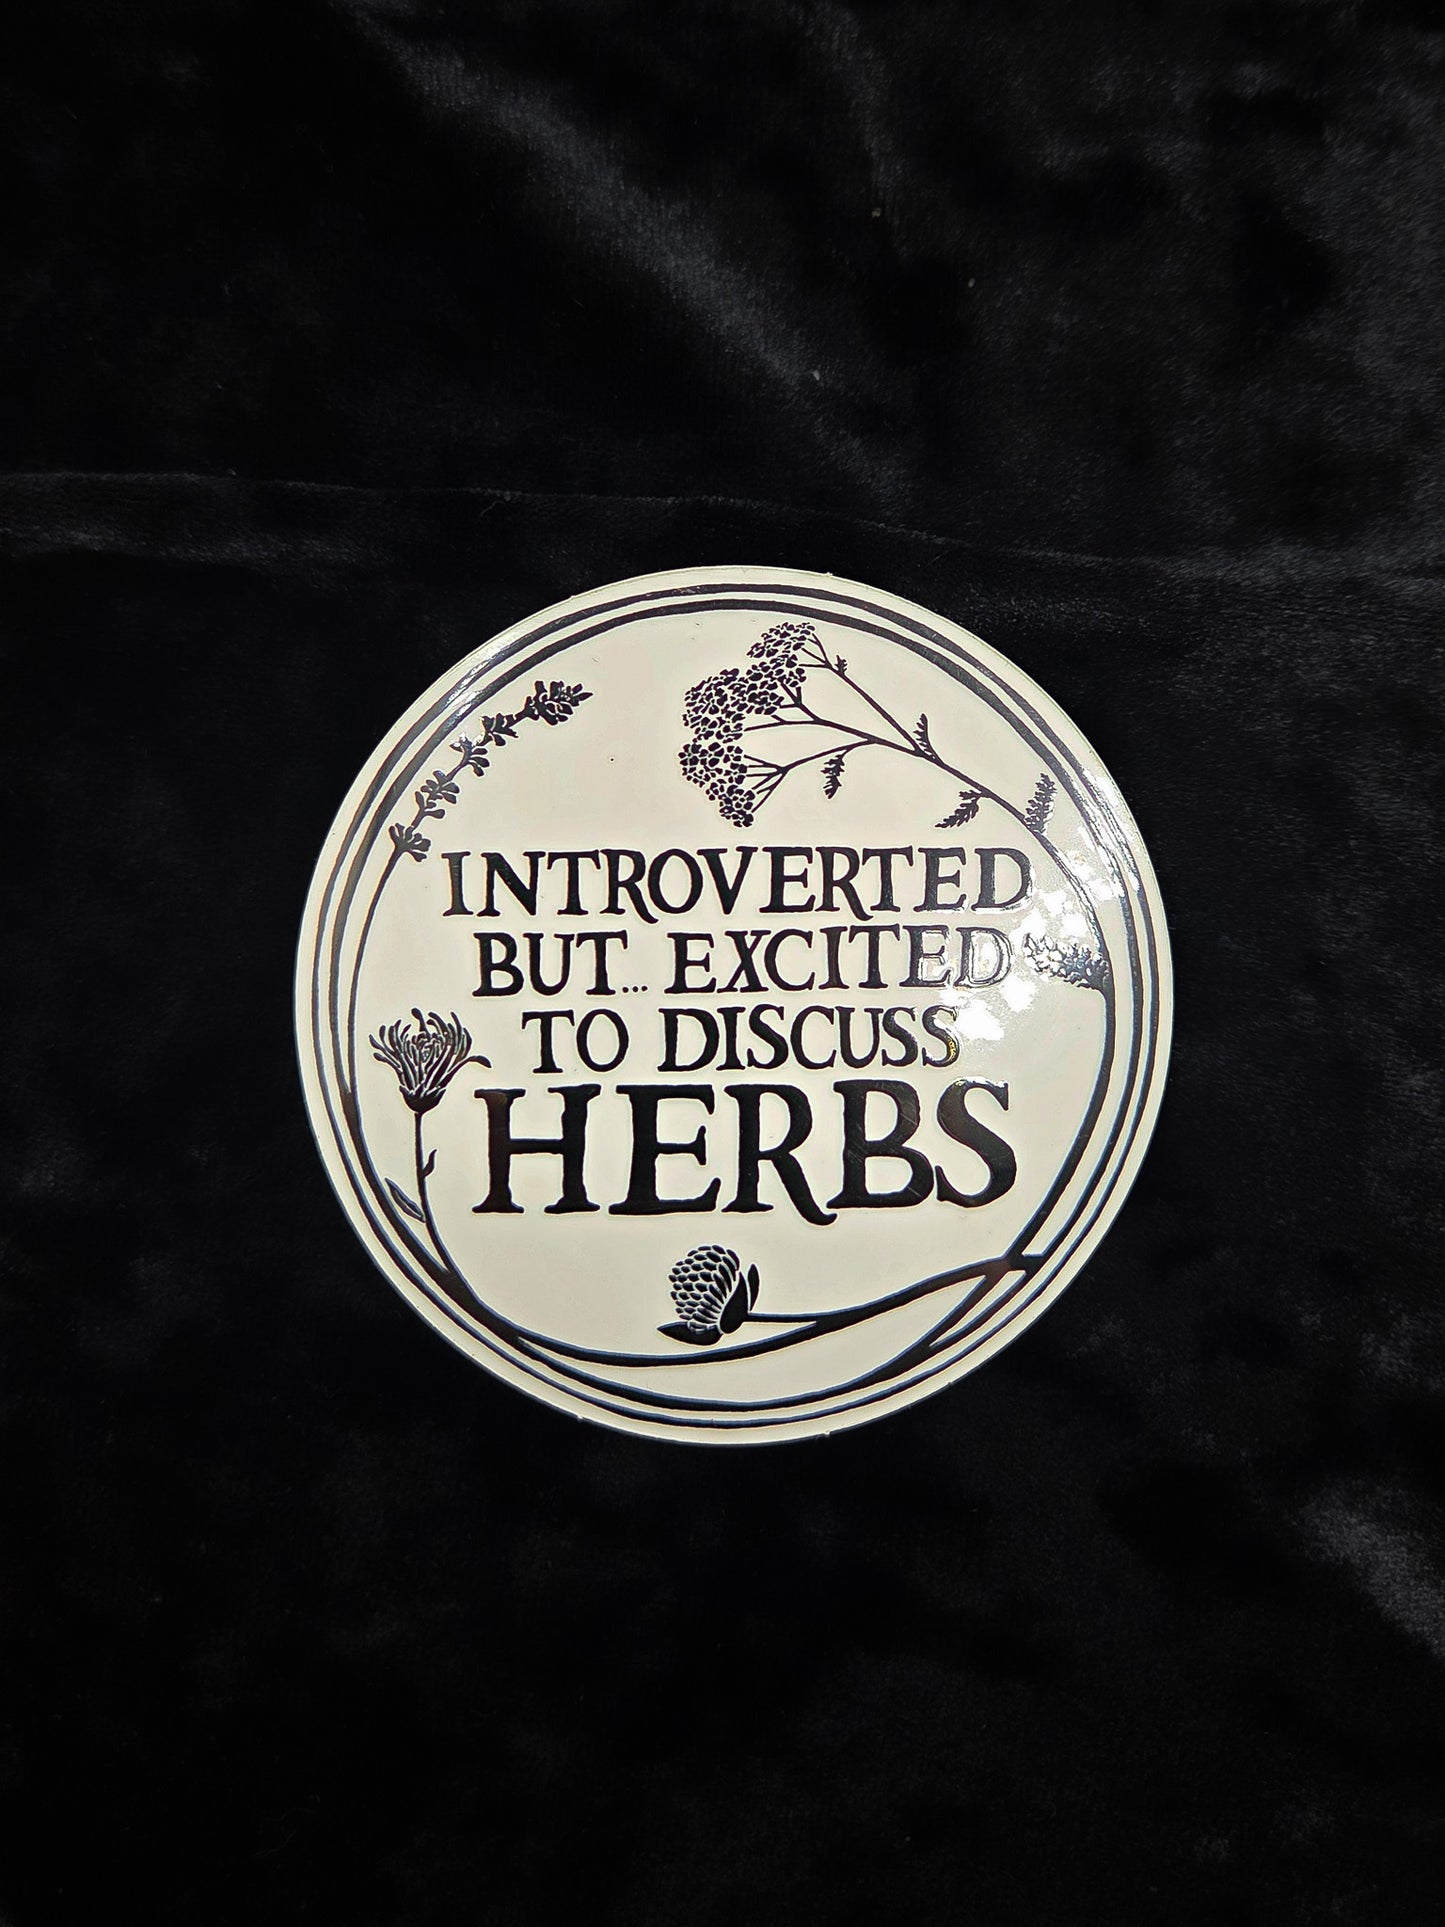 INTROVERTED
BUT... EXCITED
TO DISCUSS
HERBS